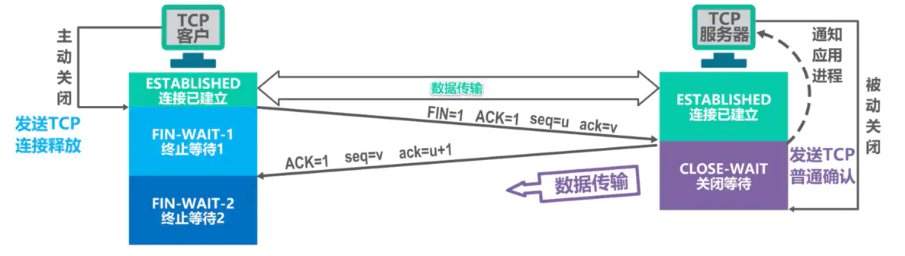 TCP
客户
TCP
服务器
主动关闭
通知
应用
进程
ESTABLISHED
连接已建立
数据传输
ESTABLISHED
连接已建立
被动关闭
发送TCP
连接释放
FIN=1 ACK=1 seq=u ack=v
FIN-WAIT-1
终止等待1
ACK=1 seq=v ack=u+1
CLOSE-WAIT
关闭等待
发送TCP
普通确认
数据传输
FIN-WAIT-2
终止等待2